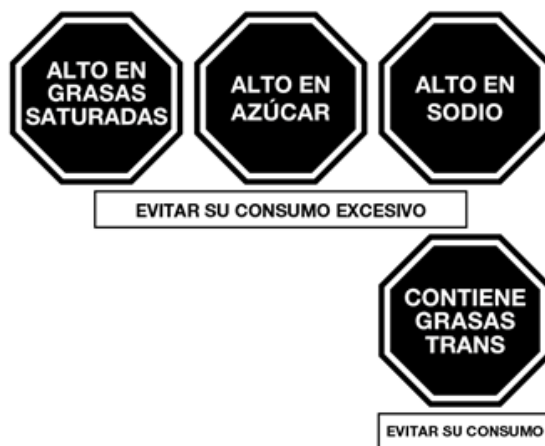 ALTO EN
GRASAS
SATURADAS
ALTO EN
AZÚCAR
ALTO EN
SODIO
EVITAR SU CONSUMO EXCESIVO
CONTIENE
GRASAS
TRANS
EVITAR SU CONSUMO